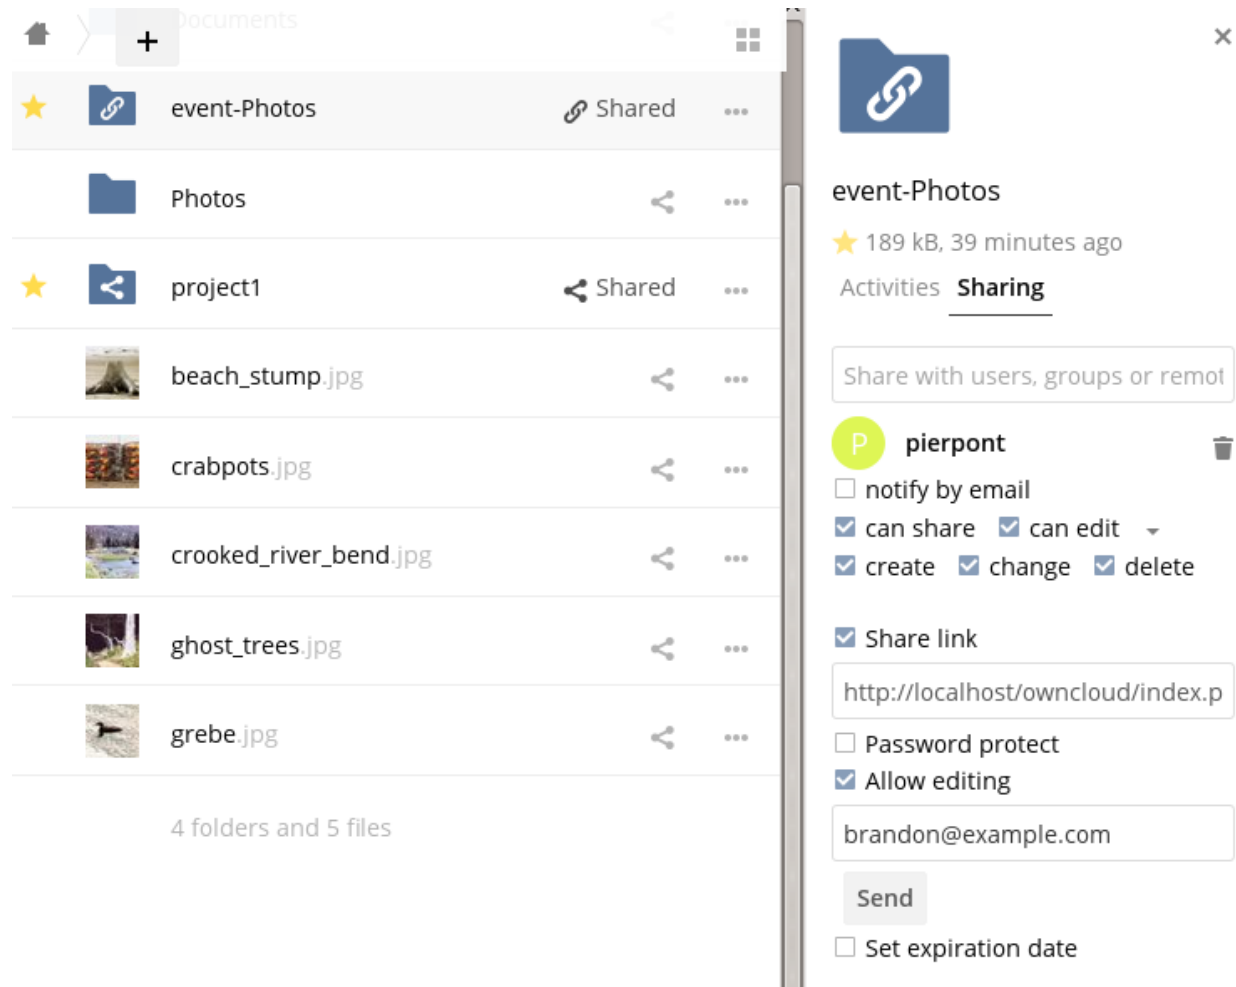 Documents
+
event-Photos Shared
Photos
project1 Shared
beach_stump.jpg
crabpots.jpg
crooked_river_bend.jpg
ghost_trees.jpg
grebe.jpg
4 folders and 5 files
event-Photos
189 kB, 39 minutes ago
Activities Sharing
Share with users, groups or remot
P pierpont
notify by email
can share can edit
create change delete
Share link
http://localhost/owncloud/index.p
Password protect
Allow editing
brandon@example.com
Send
Set expiration date